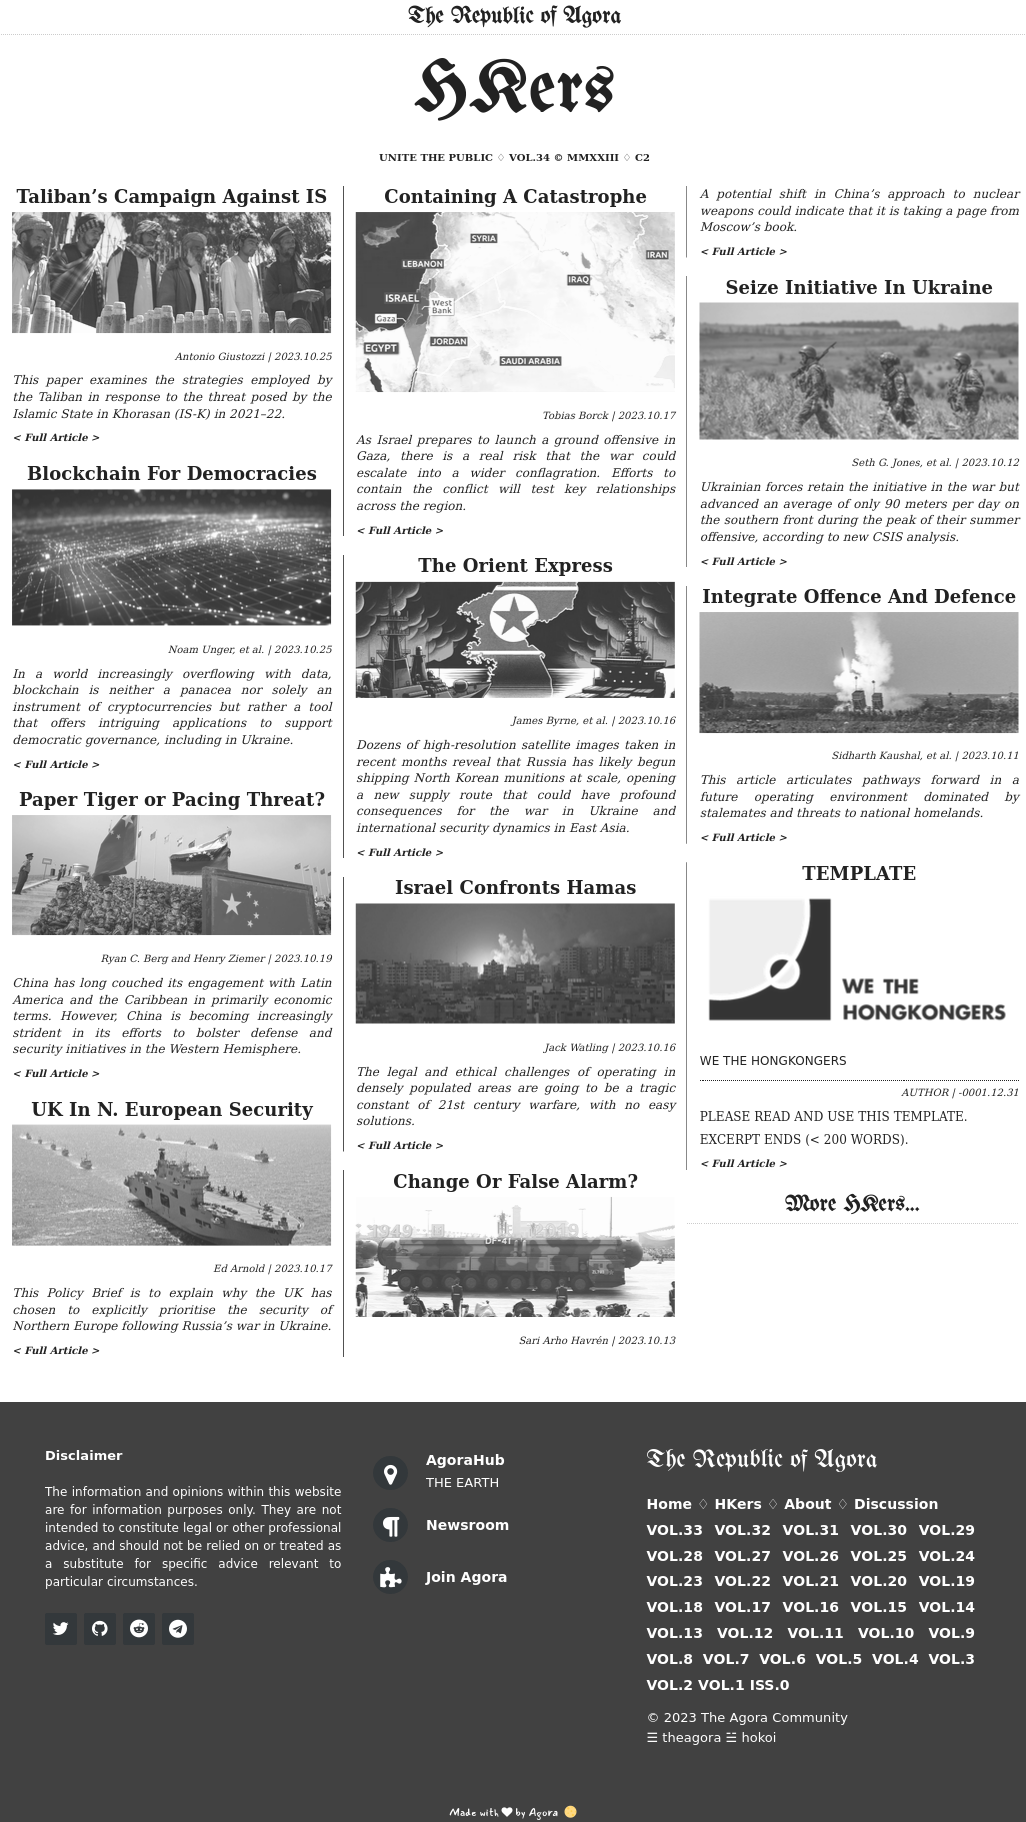 The Republic of Agora
HKers
UNITE THE PUBLIC ♢ VOL.34 © MMXXIII ♢ C2
Taliban’s Campaign Against IS
Antonio Giustozzi | 2023.10.25
This paper examines the strategies employed by
the Taliban in response to the threat posed by the
Islamic State in Khorasan (IS-K) in 2021–22.
< Full Article >
Blockchain For Democracies
Noam Unger, et al. | 2023.10.25
In a world increasingly overflowing with data,
blockchain is neither a panacea nor solely an
instrument of cryptocurrencies but rather a tool
that offers intriguing applications to support
democratic governance, including in Ukraine.
< Full Article >
Paper Tiger or Pacing Threat?
Ryan C. Berg and Henry Ziemer | 2023.10.19
China has long couched its engagement with Latin
America and the Caribbean in primarily economic
terms. However, China is becoming increasingly
strident in its efforts to bolster defense and
security initiatives in the Western Hemisphere.
< Full Article >
UK In N. European Security
Ed Arnold | 2023.10.17
This Policy Brief is to explain why the UK has
chosen to explicitly prioritise the security of
Northern Europe following Russia’s war in Ukraine.
< Full Article >
Containing A Catastrophe
SYRIA
IRAN
LEBANON
IRAQ
ISRAEL
West
Bank
Gaza
JORDAN
EGYPT
SAUDI ARABIA
Tobias Borck | 2023.10.17
As Israel prepares to launch a ground offensive in
Gaza, there is a real risk that the war could
escalate into a wider conflagration. Efforts to
contain the conflict will test key relationships
across the region.
< Full Article >
The Orient Express
James Byrne, et al. | 2023.10.16
Dozens of high-resolution satellite images taken in
recent months reveal that Russia has likely begun
shipping North Korean munitions at scale, opening
a new supply route that could have profound
consequences for the war in Ukraine and
international security dynamics in East Asia.
< Full Article >
Israel Confronts Hamas
Jack Watling | 2023.10.16
The legal and ethical challenges of operating in
densely populated areas are going to be a tragic
constant of 21st century warfare, with no easy
solutions.
< Full Article >
Change Or False Alarm?
1949
2019
DF-41
Sari Arho Havrén | 2023.10.13
A potential shift in China’s approach to nuclear
weapons could indicate that it is taking a page from
Moscow’s book.
< Full Article >
Seize Initiative In Ukraine
Seth G. Jones, et al. | 2023.10.12
Ukrainian forces retain the initiative in the war but
advanced an average of only 90 meters per day on
the southern front during the peak of their summer
offensive, according to new CSIS analysis.
< Full Article >
Integrate Offence And Defence
Sidharth Kaushal, et al. | 2023.10.11
This article articulates pathways forward in a
future operating environment dominated by
stalemates and threats to national homelands.
< Full Article >
TEMPLATE
WE THE
HONGKONGERS
WE THE HONGKONGERS
AUTHOR | -0001.12.31
PLEASE READ AND USE THIS TEMPLATE.
EXCERPT ENDS (< 200 WORDS).
< Full Article >
More HKers...
Disclaimer
The information and opinions within this website
are for information purposes only. They are not
intended to constitute legal or other professional
advice, and should not be relied on or treated as
a substitute for specific advice relevant to
particular circumstances.
AgoraHub
THE EARTH
Newsroom
Join Agora
The Republic of Agora
Home ♢ HKers ♢ About ♢ Discussion
VOL.33 VOL.32 VOL.31 VOL.30 VOL.29
VOL.28 VOL.27 VOL.26 VOL.25 VOL.24
VOL.23 VOL.22 VOL.21 VOL.20 VOL.19
VOL.18 VOL.17 VOL.16 VOL.15 VOL.14
VOL.13 VOL.12 VOL.11 VOL.10 VOL.9
VOL.8 VOL.7 VOL.6 VOL.5 VOL.4 VOL.3
VOL.2 VOL.1 ISS.0
© 2023 The Agora Community
☰ theagora ☱ hokoi
Made with ♥ by Agora